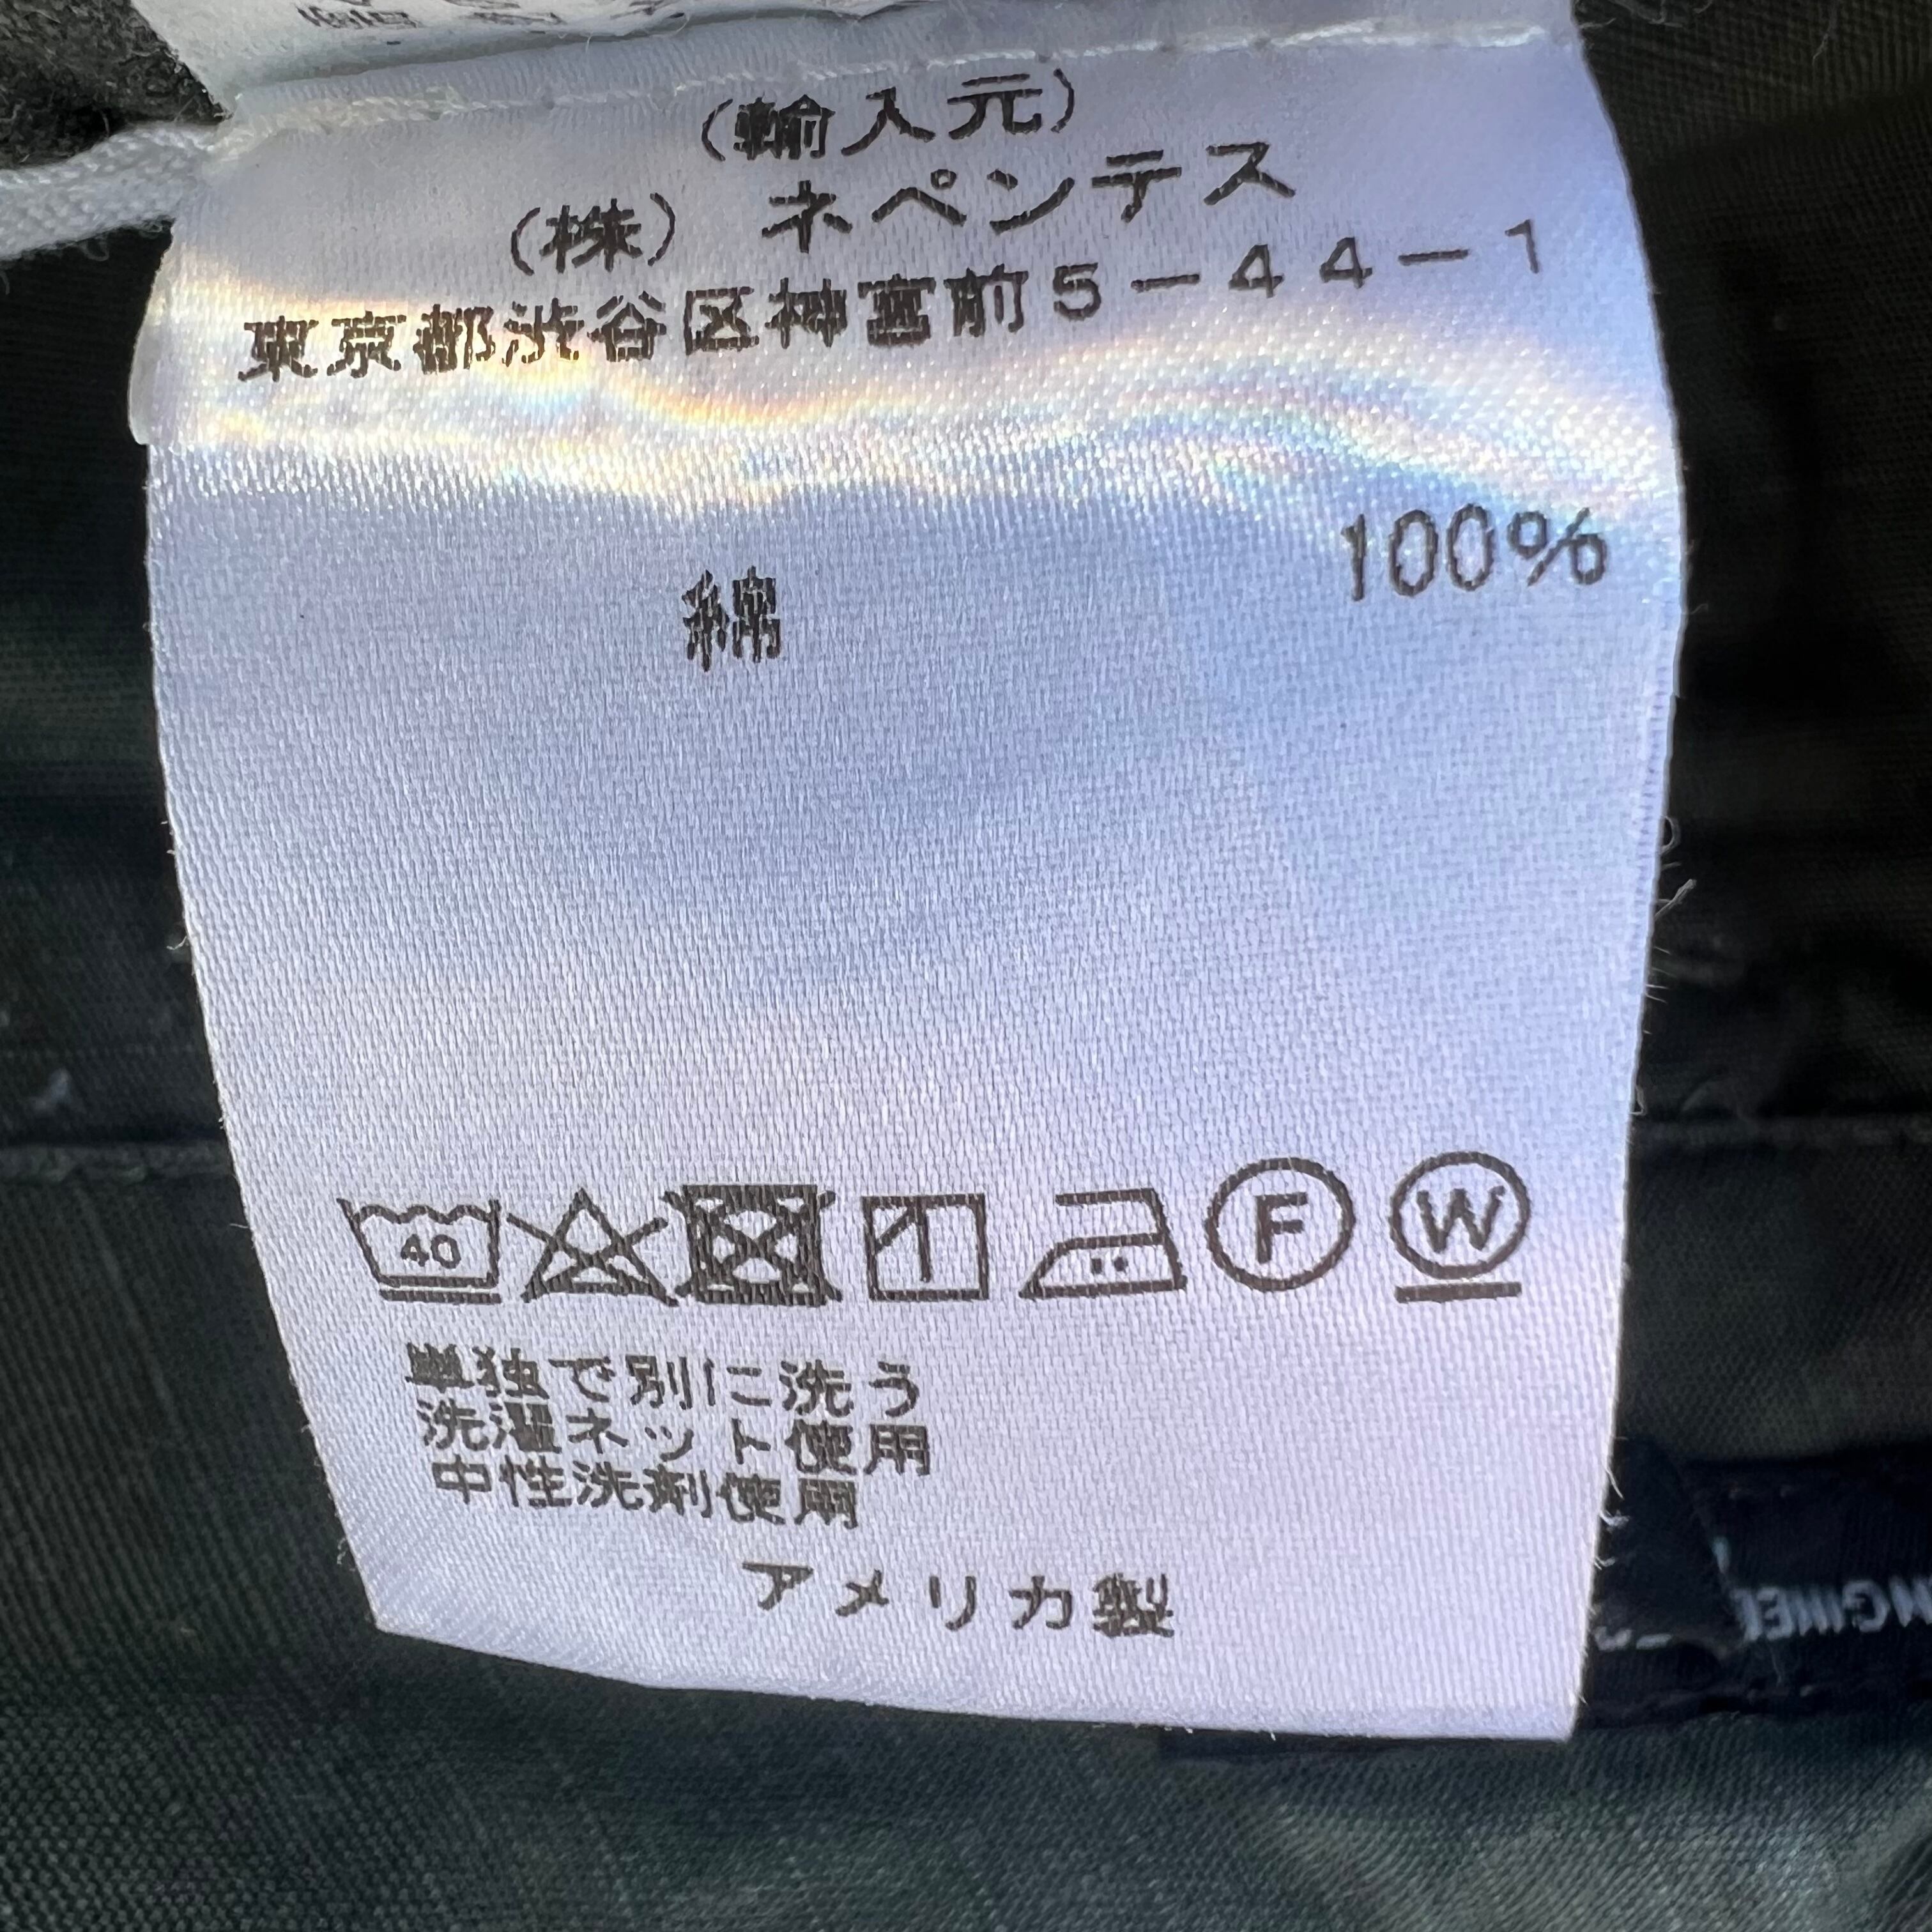 (輸入元)
(株) ネペンテス
東京都渋谷区神宮前5-44-1
綿 100%
40
F
W
単独で別に洗う
洗濯ネット使用
中性洗剤使用
アメリカ製